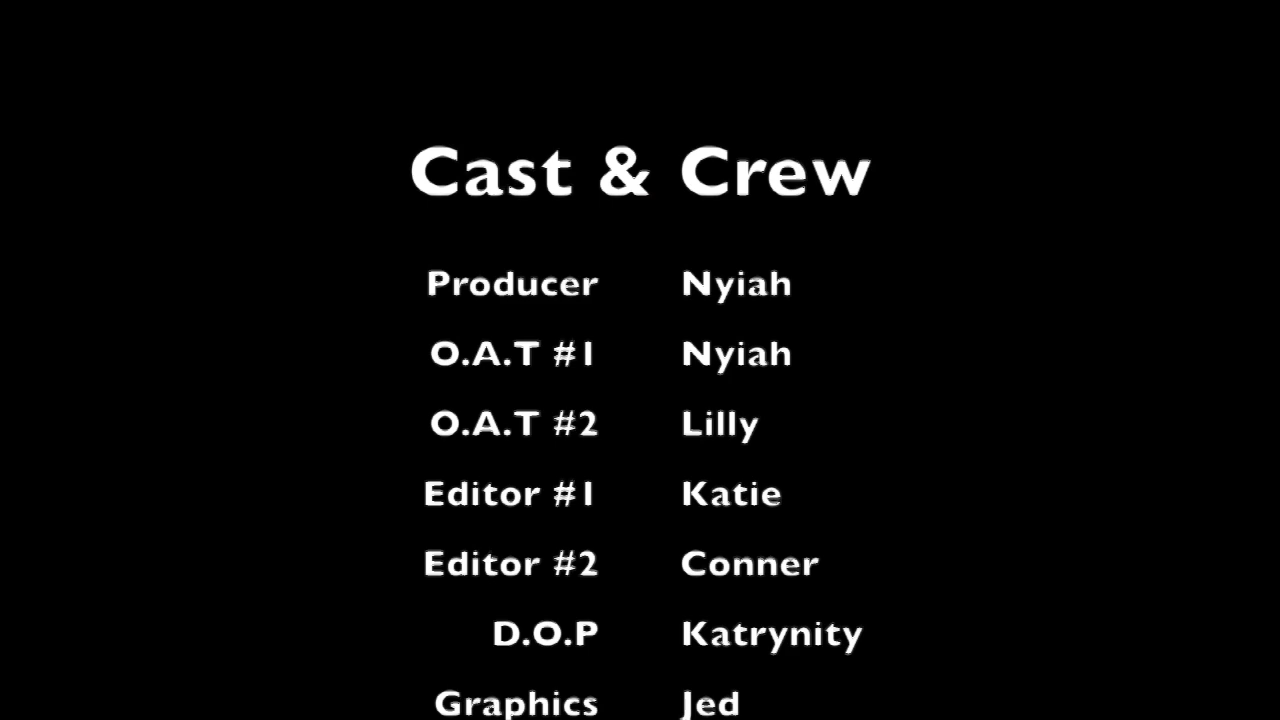 Cast & Crew
Producer Nyiah
O.A.T #1 Nyiah
O.A.T #2 Lilly
Editor #1 Katie
Editor #2 Conner
D.O.P Katrynity
Graphics Jed